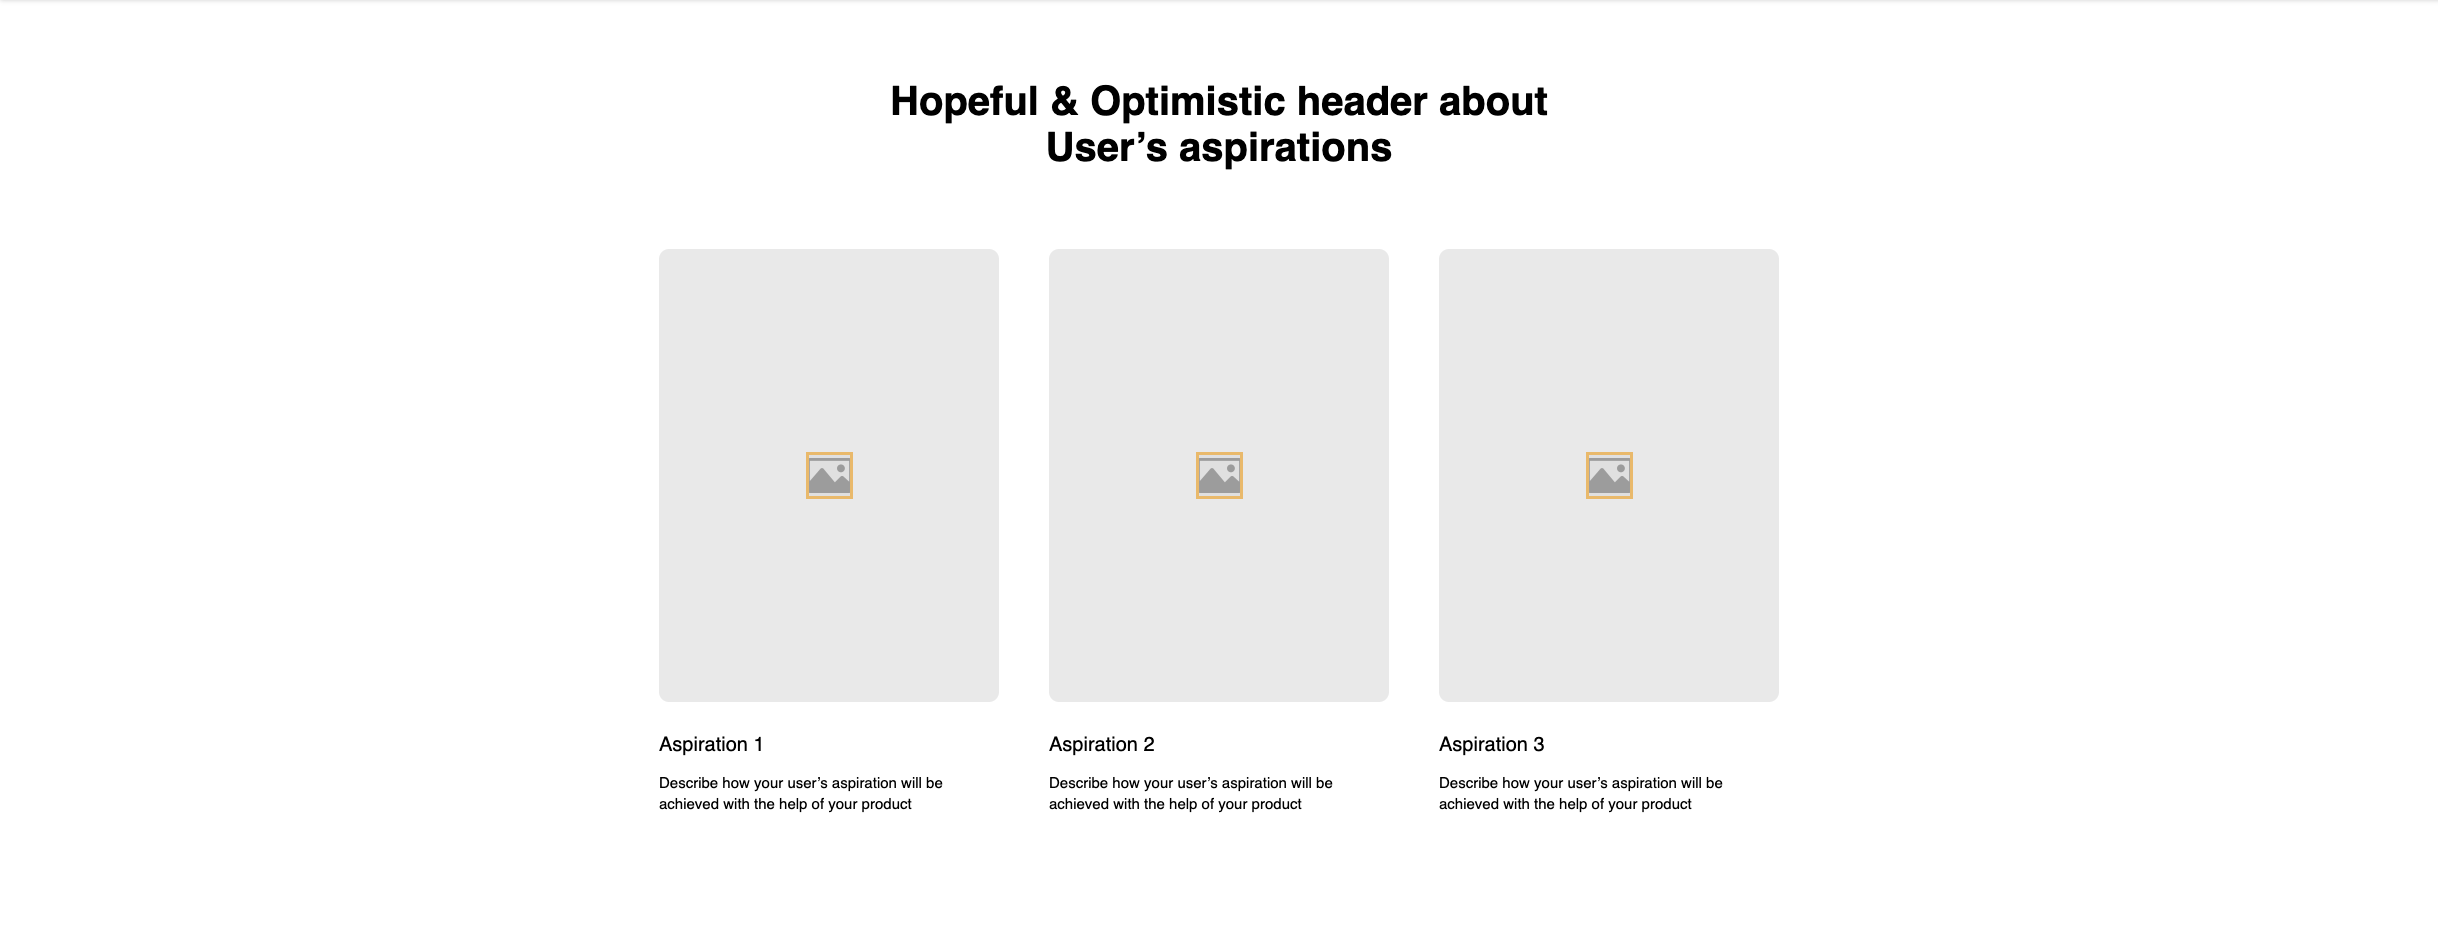 Hopeful & Optimistic header about
User’s aspirations
Aspiration 1
Describe how your user’s aspiration will be
achieved with the help of your product
Aspiration 2
Describe how your user’s aspiration will be
achieved with the help of your product
Aspiration 3
Describe how your user’s aspiration will be
achieved with the help of your product